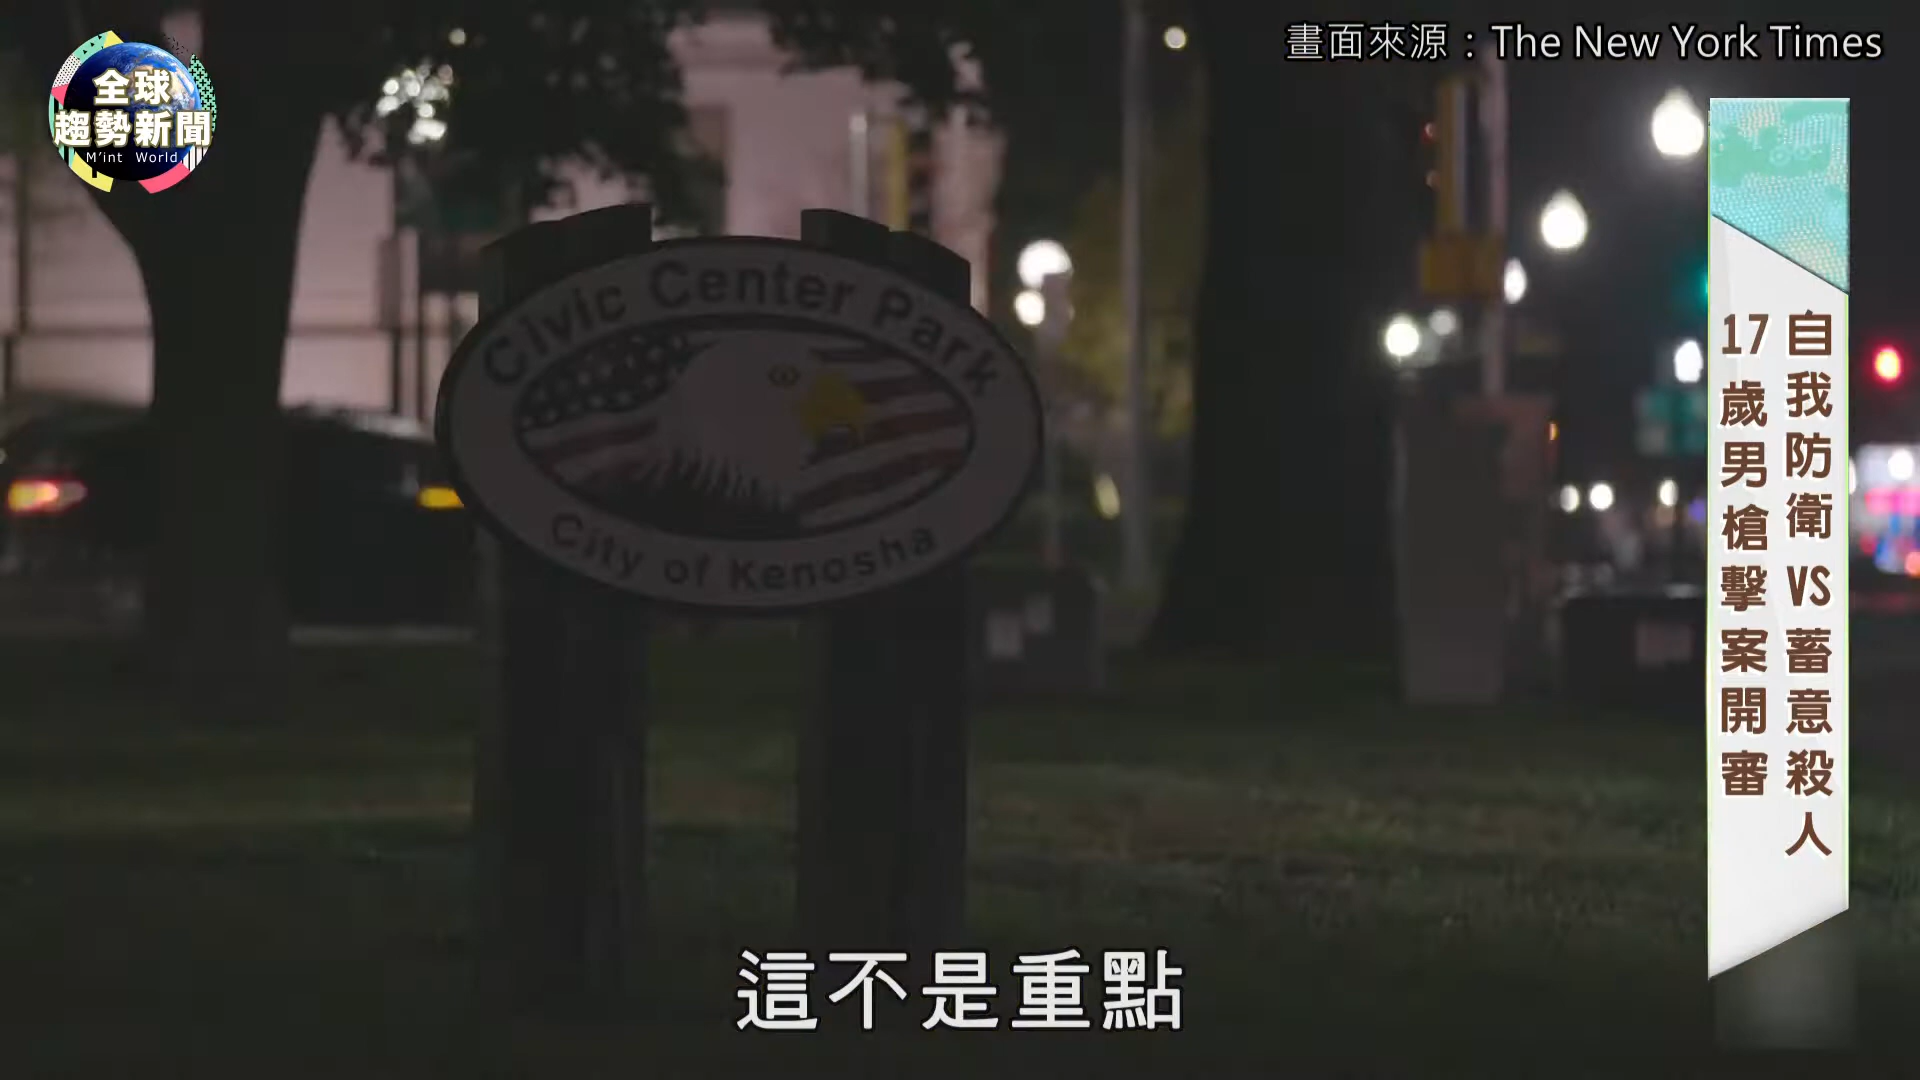 畫面來源：The New York Times
全球
趨勢新聞
M'int World
Civic Center Park
City of Kenosha
自我防衛 VS 蓄意殺人
17歲男槍擊案開審
這不是重點